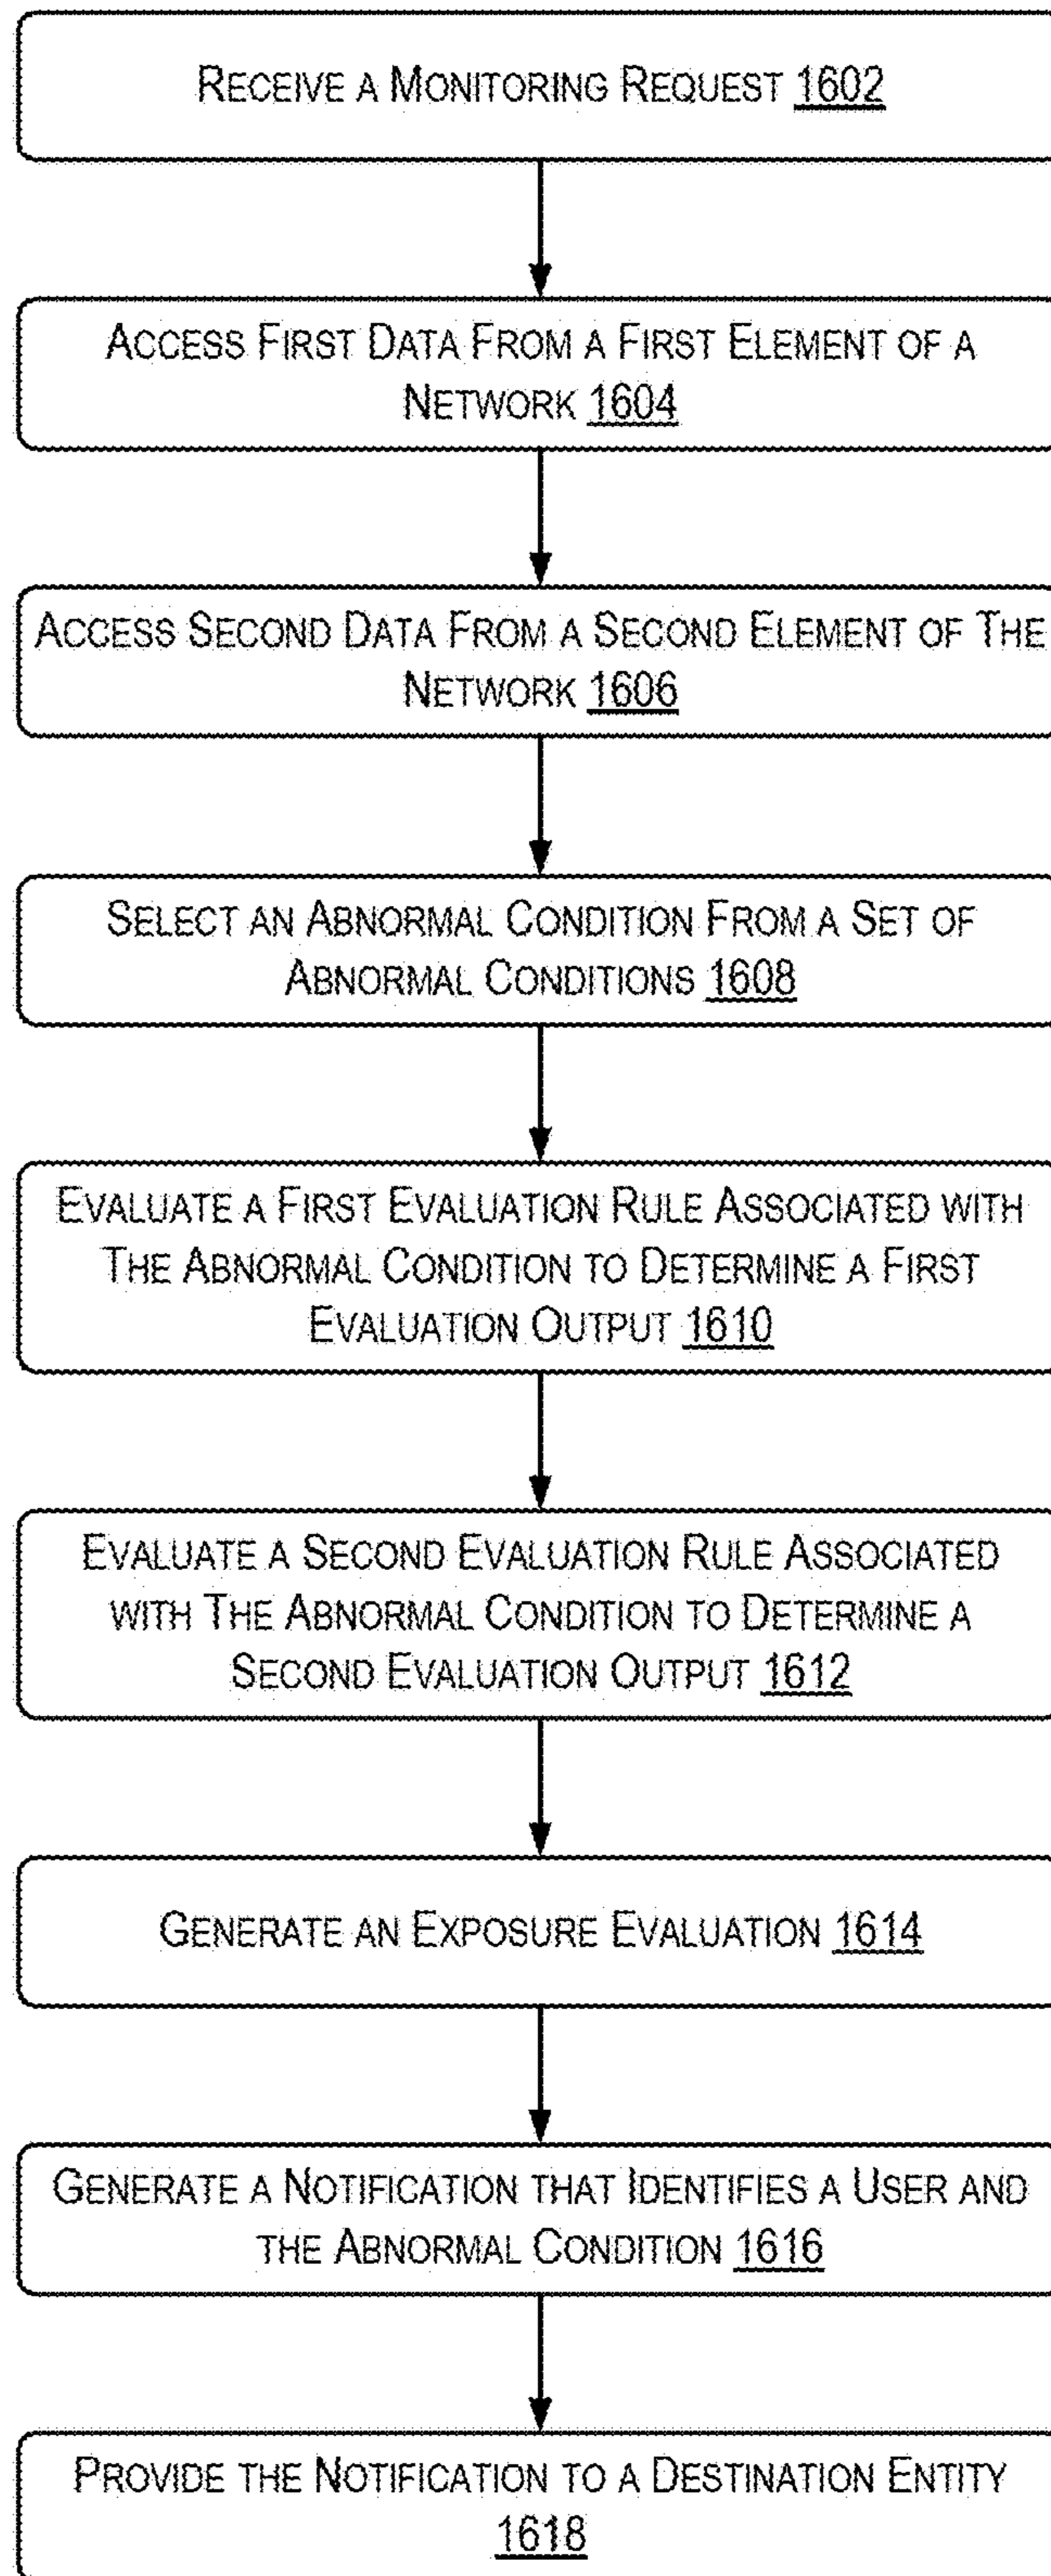 RECEIVE A MONITORING REQUEST 1602
ACCESS FIRST DATA FROM A FIRST ELEMENT OF A
NETWORK 1604
ACCESS SECOND DATA FROM A SECOND ELEMENT OF THE
NETWORK 1606
SELECT AN ABNORMAL CONDITION FROM A SET OF
ABNORMAL CONDITIONS 1608
EVALUATE A FIRST EVALUATION RULE ASSOCIATED WITH
THE ABNORMAL CONDITION TO DETERMINE A FIRST
EVALUATION OUTPUT 1610
EVALUATE A SECOND EVALUATION RULE ASSOCIATED
WITH THE ABNORMAL CONDITION TO DETERMINE A
SECOND EVALUATION OUTPUT 1612
GENERATE AN EXPOSURE EVALUATION 1614
GENERATE A NOTIFICATION THAT IDENTIFIES A USER AND
THE ABNORMAL CONDITION 1616
PROVIDE THE NOTIFICATION TO A DESTINATION ENTITY
1618